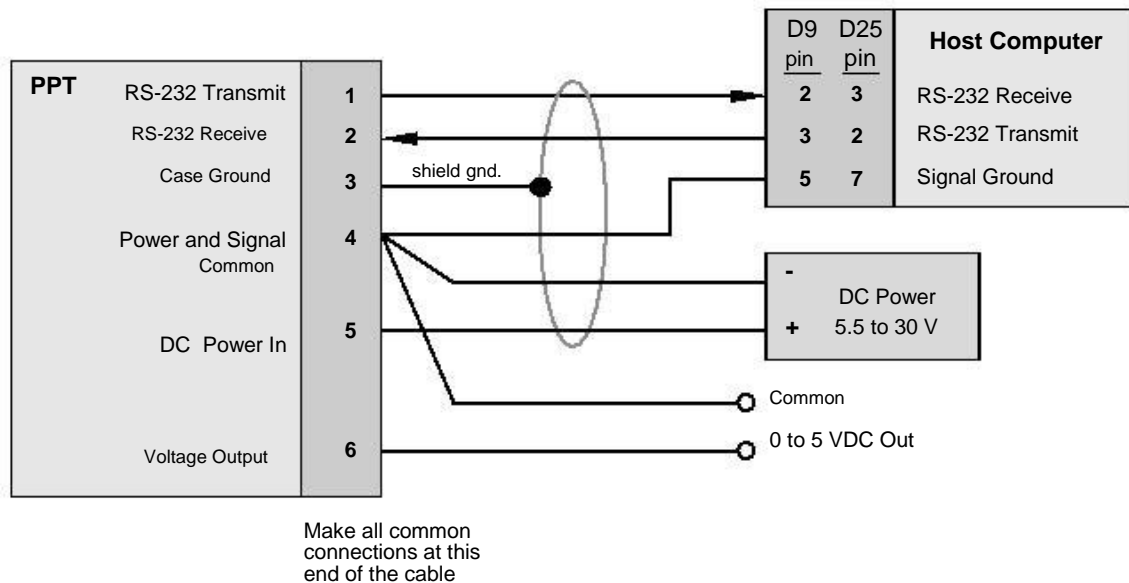 D9 D25
pin pin
Host Computer
2 3 RS-232 Receive
3 2 RS-232 Transmit
5 7 Signal Ground
PPT
RS-232 Transmit 1
RS-232 Receive 2
Case Ground 3
shield gnd.
Power and Signal 4
Common
DC Power In 5
Voltage Output 6
-
DC Power
+ 5.5 to 30 V
Common
0 to 5 VDC Out
Make all common
connections at this
end of the cable